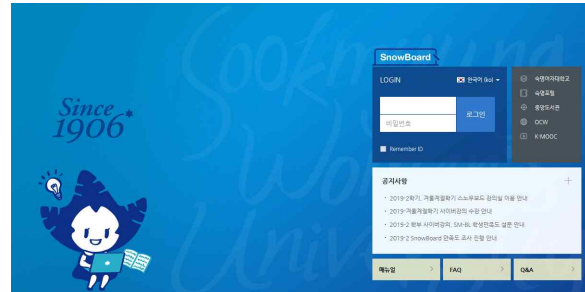 Sookmyung
Women's
University
Since
1906*
SnowBoard
LOGIN
한국어 (ko)
비밀번호
로그인
Remember ID
숙명여자대학교
숙명포털
중앙도서관
OCW
K-MOOC
공지사항
2019-2학기, 겨울계절학기 스노우보드 강의실 이용 안내
2019-겨울계절학기 사이버강의 수강 안내
2019-2 학부 사이버강의, SM-BL 학생만족도 설문 안내
2019-2 SnowBoard 만족도 조사 진행 안내
매뉴얼
FAQ
Q&A